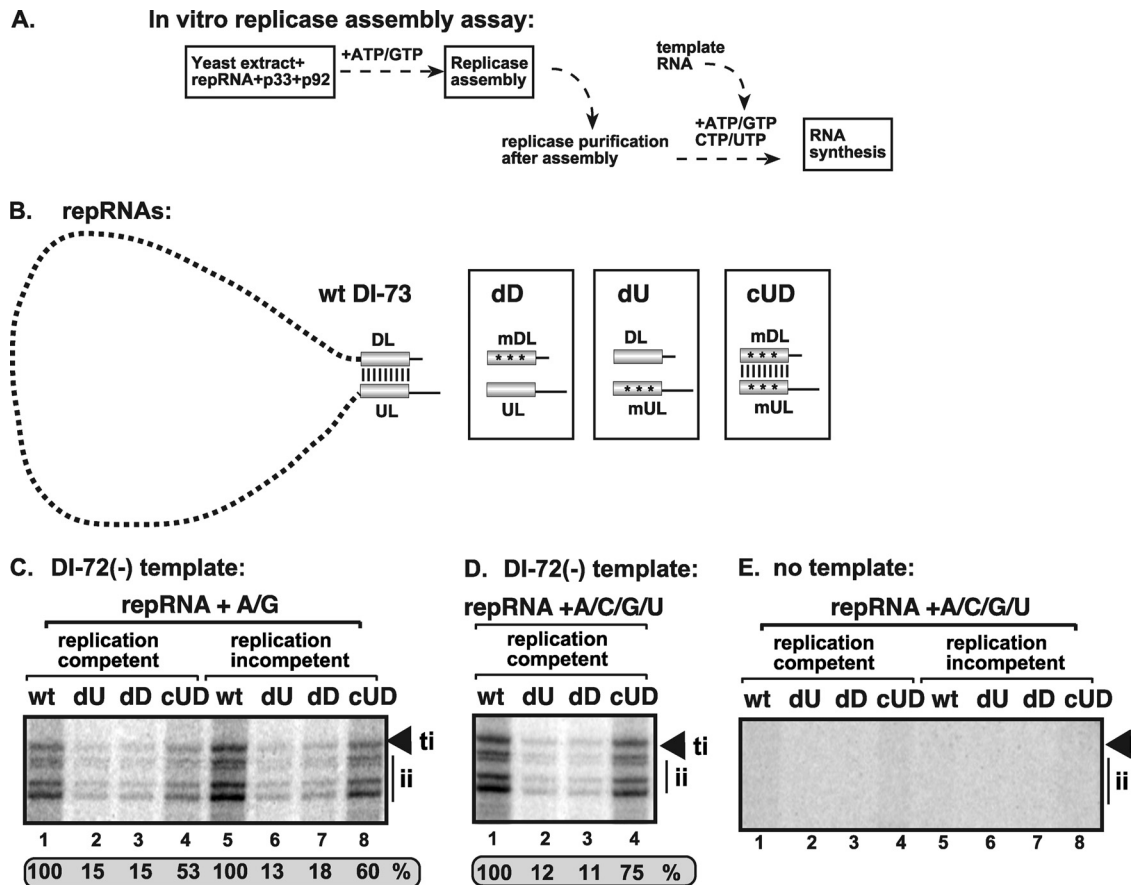 A. In vitro replicase assembly assay:
Yeast extract+
repRNA+p33+p92
+ATP/GTP
Replicase
assembly
template
RNA
replicase purification
after assembly
+ATP/GTP
CTP/UTP
RNA
synthesis
B. repRNAs:
wt DI-73
DL
UL
dD
mDL
* * *
UL
dU
DL
* * *
mUL
cUD
mDL
* * *
* * *
mUL
C. DI-72(-) template:
repRNA + A/G
replication
competent
replication
incompetent
wt dU dD cUD wt dU dD cUD
ti
ii
1 2 3 4 5 6 7 8
100 15 15 53 100 13 18 60 %
D. DI-72(-) template:
repRNA +A/C/G/U
replication
competent
wt dU dD cUD
ti
ii
1 2 3 4
100 12 11 75 %
E. no template:
repRNA +A/C/G/U
replication
competent
replication
incompetent
wt dU dD cUD wt dU dD cUD
ii
1 2 3 4 5 6 7 8